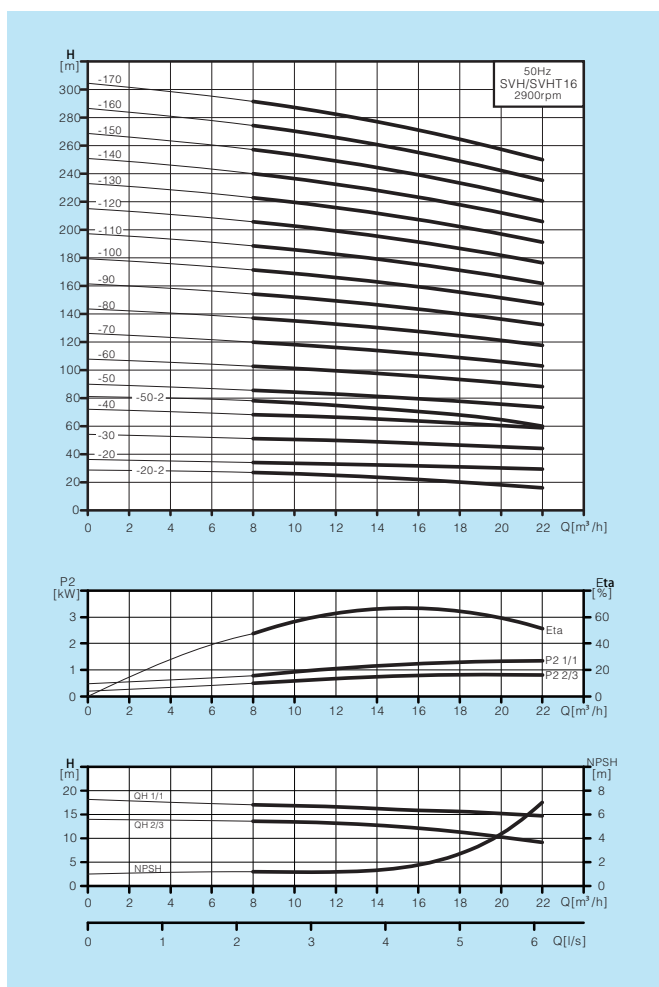 H
[m]
50Hz
SVH/SVHT16
2900rpm
300
280
260
240
220
200
180
160
140
120
100
80
60
40
20
0
-170
-160
-150
-140
-130
-120
-110
-100
-90
-80
-70
-60
-50
-50-2
-40
-30
-20
-20-2
0 2 4 6 8 10 12 14 16 18 20 22 Q[m³/h]
P2
[kW]
Eta
[%]
3
2
1
0
60
40
20
0
Eta
P2 1/1
P2 2/3
0 2 4 6 8 10 12 14 16 18 20 22 Q[m³/h]
H
[m]
NPSH
[m]
20
15
10
5
0
8
6
4
2
0
QH 1/1
QH 2/3
NPSH
0 2 4 6 8 10 12 14 16 18 20 22 Q[m³/h]
0 1 2 3 4 5 6 Q[l/s]